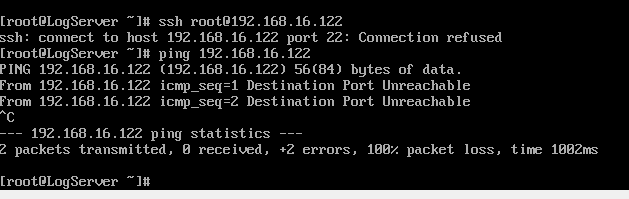 [root@LogServer ~]# ssh root@192.168.16.122
ssh: connect to host 192.168.16.122 port 22: Connection refused
[root@LogServer ~]# ping 192.168.16.122
PING 192.168.16.122 (192.168.16.122) 56(84) bytes of data.
From 192.168.16.122 icmp_seq=1 Destination Port Unreachable
From 192.168.16.122 icmp_seq=2 Destination Port Unreachable
^C
--- 192.168.16.122 ping statistics ---
2 packets transmitted, 0 received, +2 errors, 100% packet loss, time 1002ms
[root@LogServer ~]#